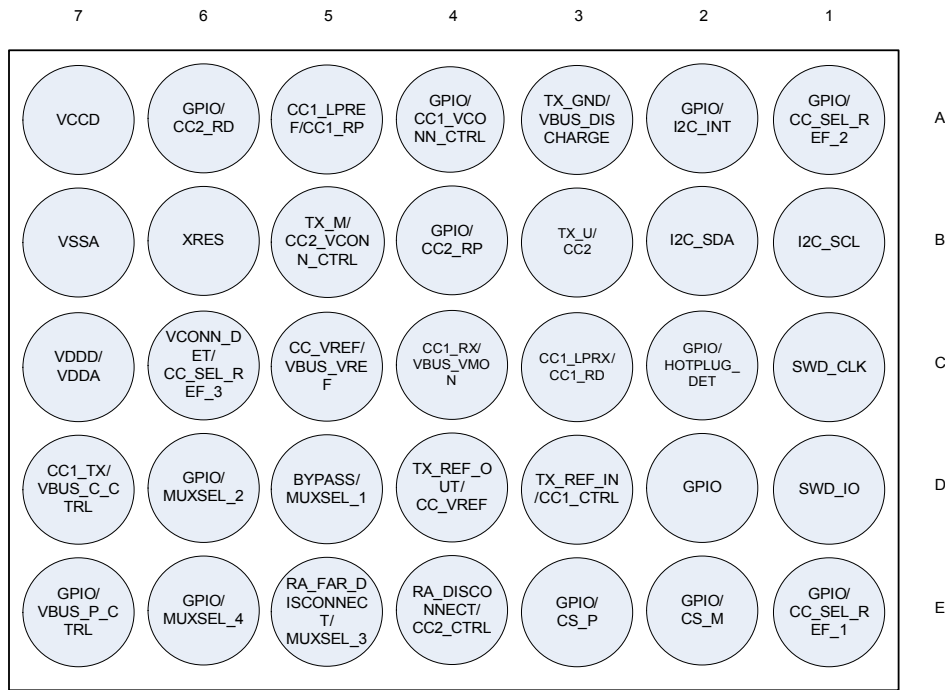 7 6 5 4 3 2 1
VCCD
GPIO/
CC2_RD
CC1_LPRE
F/CC1_RP
GPIO/
CC1_VCO
NN_CTRL
TX_GND/
VBUS_DIS
CHARGE
GPIO/
I2C_INT
GPIO/
CC_SEL_R
EF_2
A
VSSA
XRES
TX_M/
CC2_VCON
N_CTRL
GPIO/
CC2_RP
TX_U/
CC2
I2C_SDA
I2C_SCL
B
VDDD/
VDDA
VCONN_D
ET/
CC_SEL_R
EF_3
CC_VREF/
VBUS_VRE
F
CC1_RX/
VBUS_VMO
N
CC1_LPRX/
CC1_RD
GPIO/
HOTPLUG_
DET
SWD_CLK
C
CC1_TX/
VBUS_C_C
TRL
GPIO/
MUXSEL_2
BYPASS/
MUXSEL_1
TX_REF_O
UT/
CC_VREF
TX_REF_IN
/CC1_CTRL
GPIO
SWD_IO
D
GPIO/
VBUS_P_C
TRL
GPIO/
MUXSEL_4
RA_FAR_D
ISCONNEC
T/
MUXSEL_3
RA_DISCO
NNECT/
CC2_CTRL
GPIO/
CS_P
GPIO/
CS_M
GPIO/
CC_SEL_R
EF_1
E